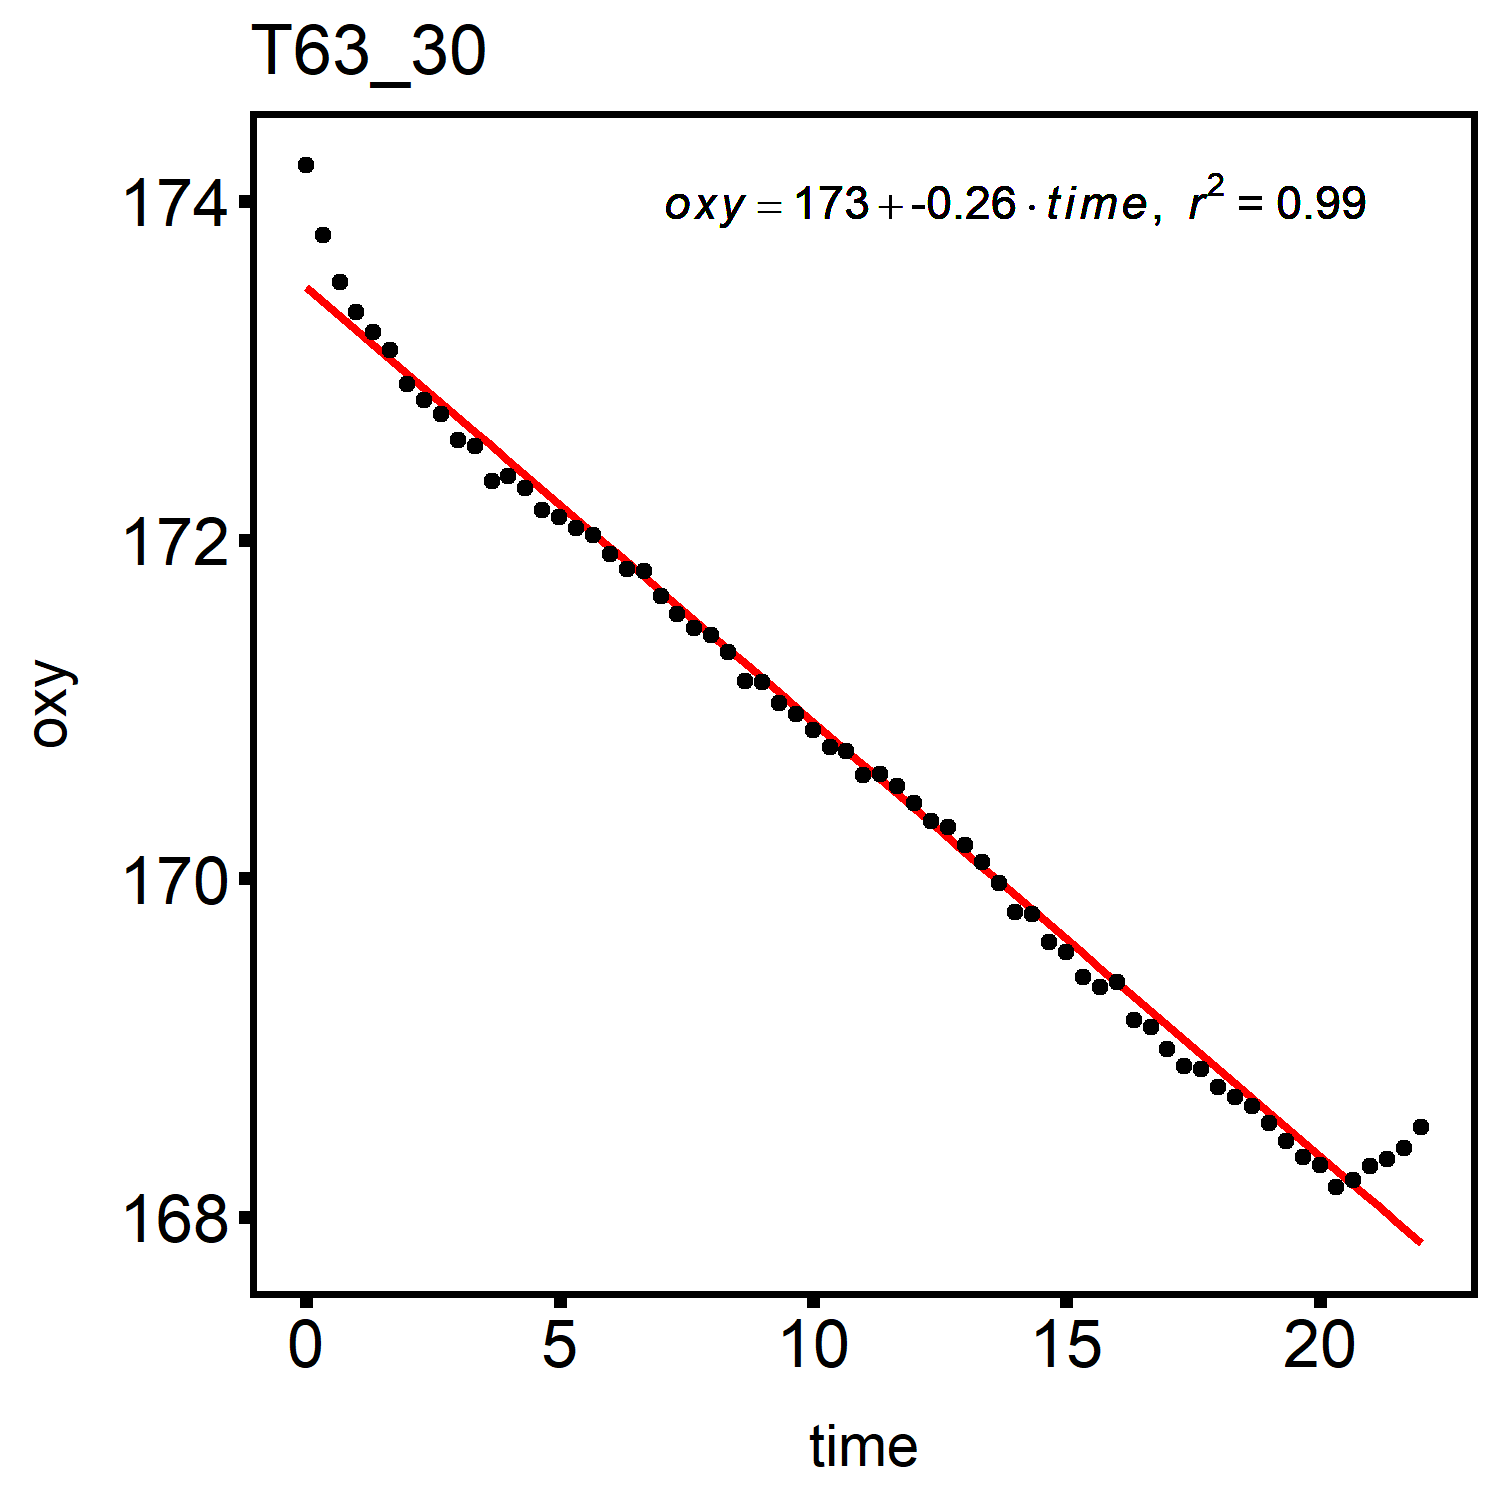 T63_30
oxy = 173 + -0.26 · time, r² = 0.99
174
172
170
168
oxy
0 5 10 15 20
time